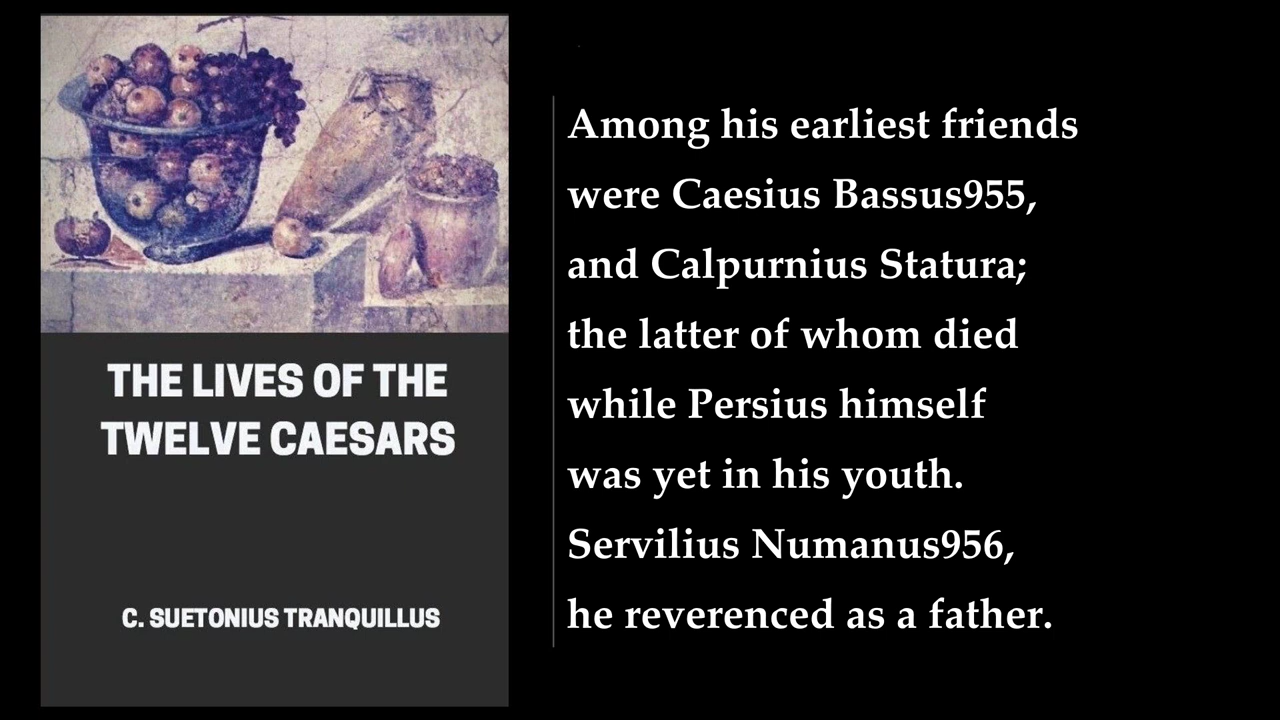 THE LIVES OF THE
TWELVE CAESARS
C. SUETONIUS TRANQUILLUS
Among his earliest friends
were Caesius Bassus955,
and Calpurnius Statura;
the latter of whom died
while Persius himself
was yet in his youth.
Servilius Numanus956,
he reverenced as a father.